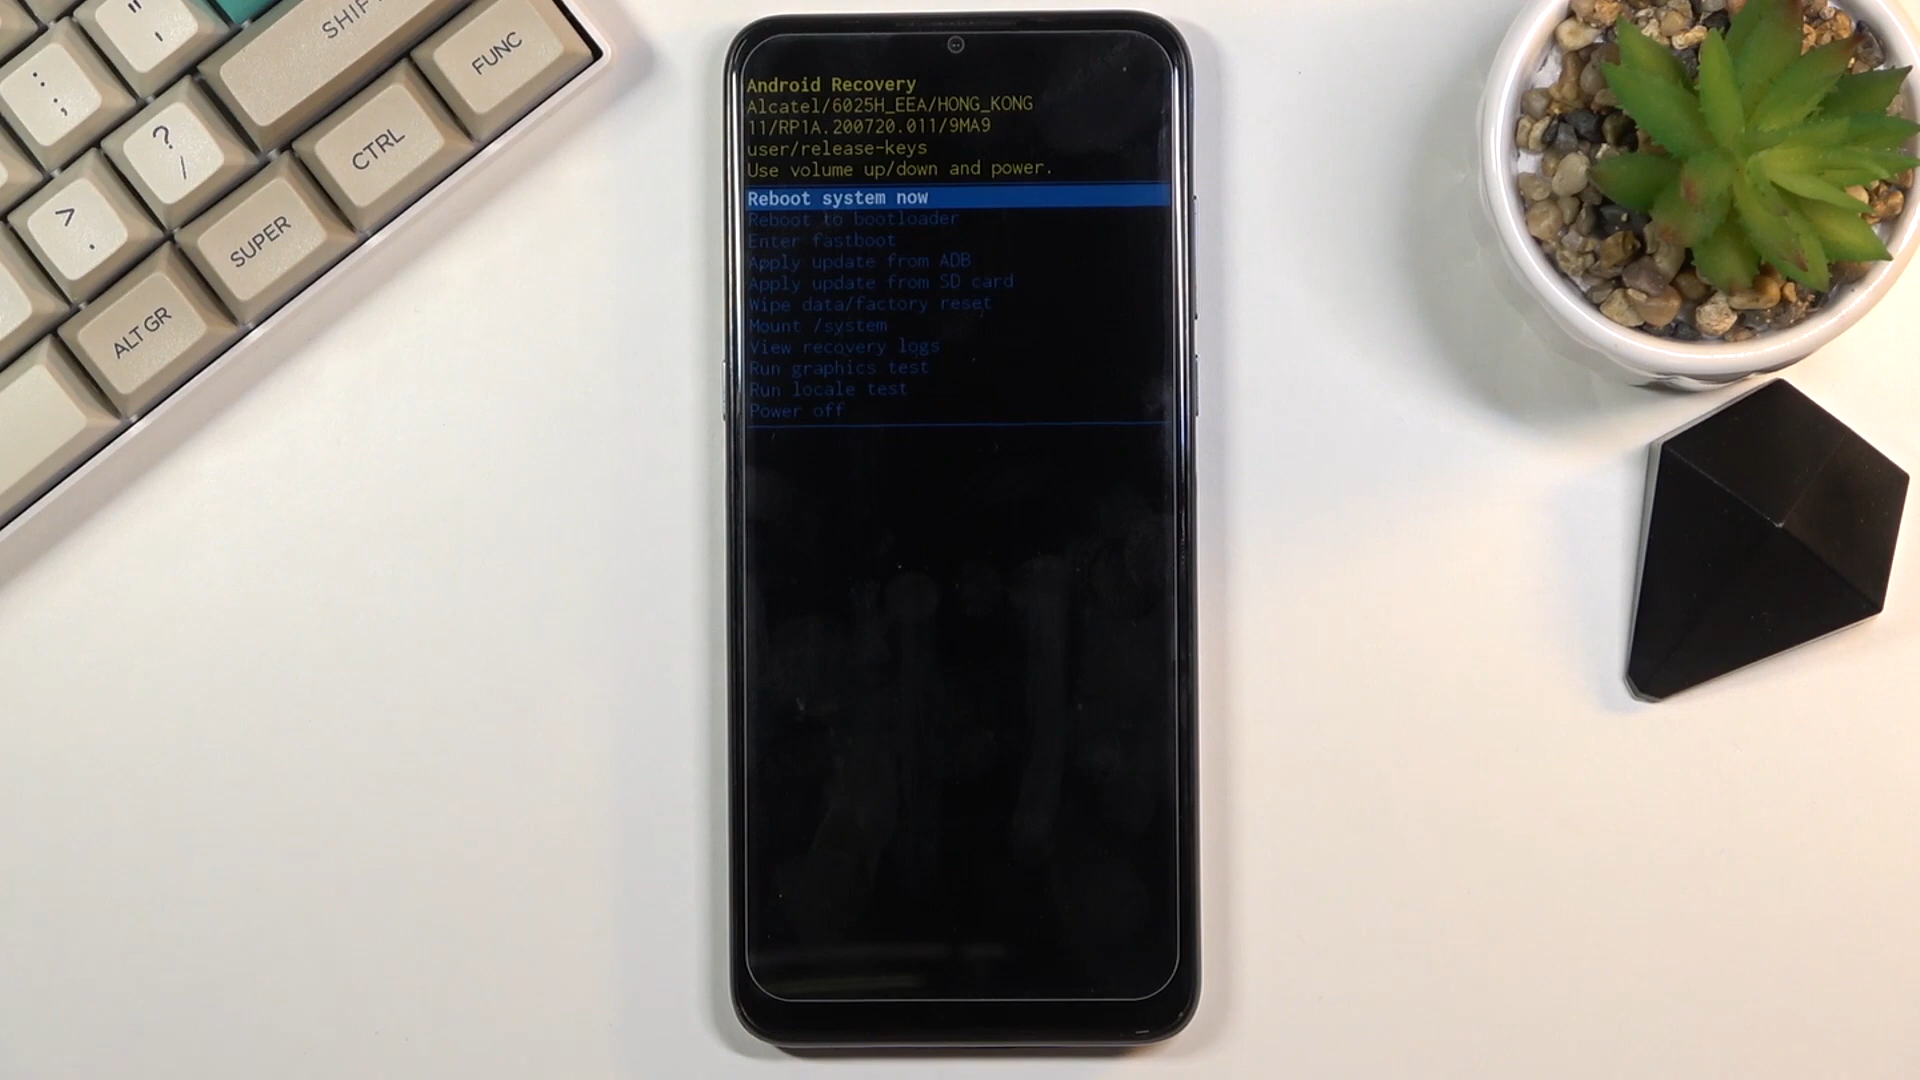 " '
SHIFT
FUNC
: ;
? /
CTRL
> .
SUPER
ALT GR
Android Recovery
Alcatel/6025H_EEA/HONG_KONG
11/RP1A.200720.011/9MA9
user/release-keys
Use volume up/down and power.
Reboot system now
Reboot to bootloader
Enter fastboot
Apply update from ADB
Apply update from SD card
Wipe data/factory reset
Mount /system
View recovery logs
Run graphics test
Run locale test
Power off